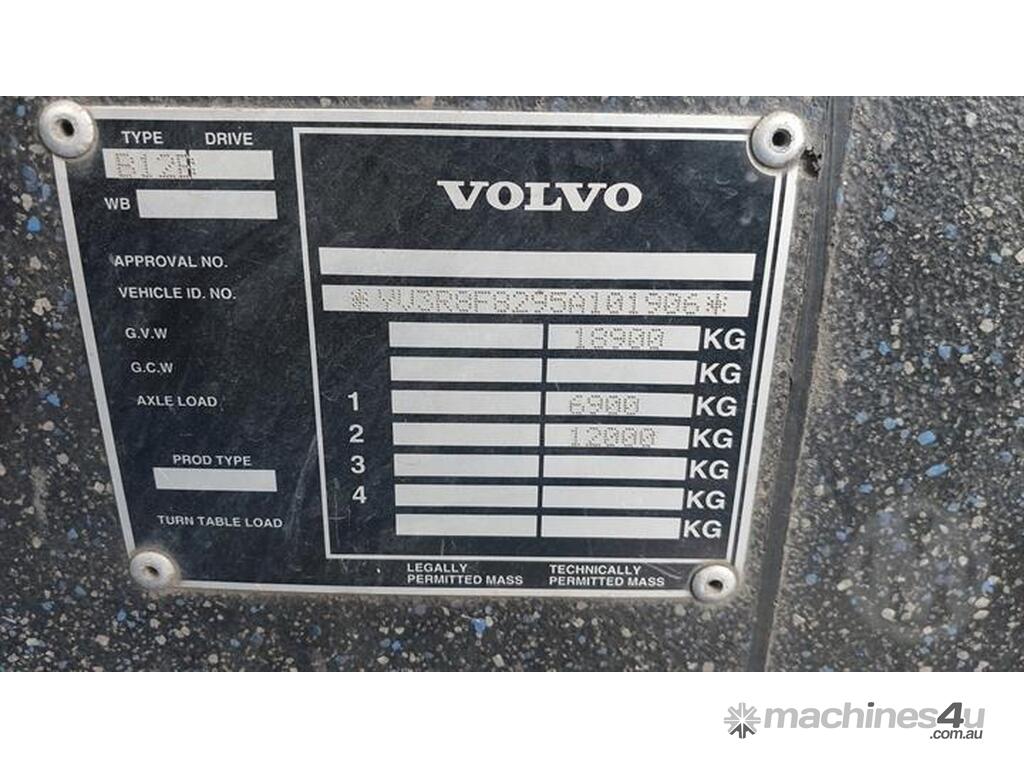 TYPE DRIVE
B12B
WB
VOLVO
APPROVAL NO.
VEHICLE ID. NO. *YV3R8F8295A101906*
G.V.W 18900 KG
G.C.W KG
AXLE LOAD 1 6900 KG
2 12000 KG
PROD TYPE 3 KG
4 KG
TURN TABLE LOAD KG
LEGALLY PERMITTED MASS TECHNICALLY PERMITTED MASS
machines4u
.com.au